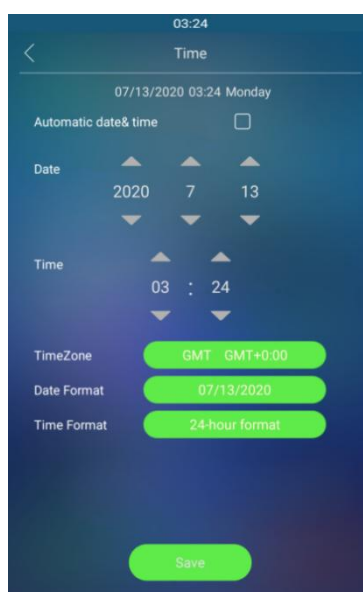 03:24
Time
07/13/2020 03:24 Monday
Automatic date& time
Date
2020 7 13
Time
03 : 24
TimeZone GMT GMT+0:00
Date Format 07/13/2020
Time Format 24-hour format
Save